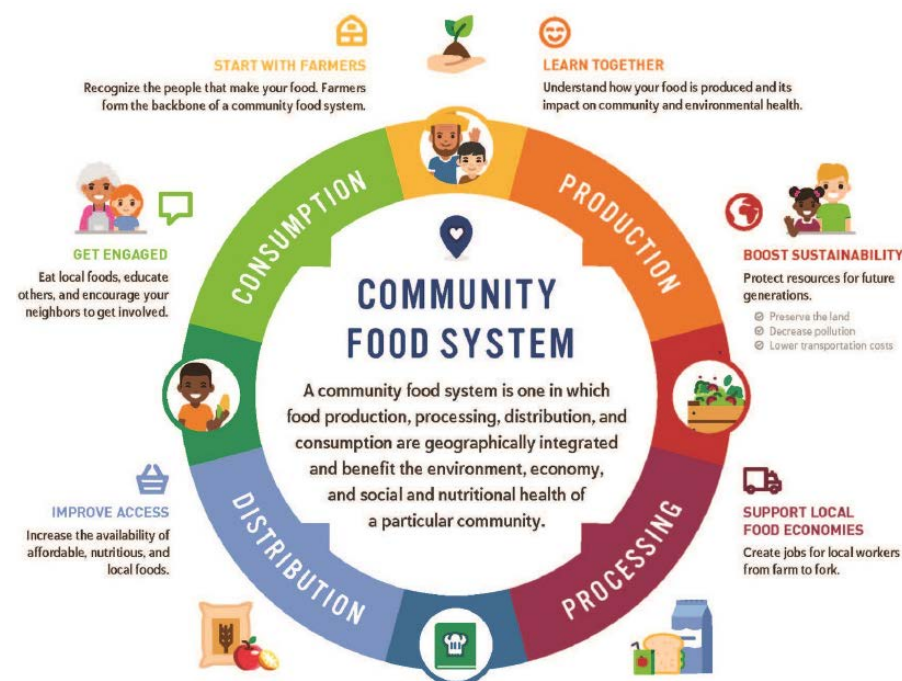 START WITH FARMERS
Recognize the people that make your food. Farmers
form the backbone of a community food system.
LEARN TOGETHER
Understand how your food is produced and its
impact on community and environmental health.
CONSUMPTION
PRODUCTION
GET ENGAGED
Eat local foods, educate
others, and encourage your
neighbors to get involved.
BOOST SUSTAINABILITY
Protect resources for future
generations.
Preserve the land
Decrease pollution
Lower transportation costs
COMMUNITY
FOOD SYSTEM
A community food system is one in which
food production, processing, distribution, and
consumption are geographically integrated
and benefit the environment, economy,
and social and nutritional health of
a particular community.
IMPROVE ACCESS
Increase the availability of
affordable, nutritious, and
local foods.
DISTRIBUTION
PROCESSING
SUPPORT LOCAL
FOOD ECONOMIES
Create jobs for local workers
from farm to fork.